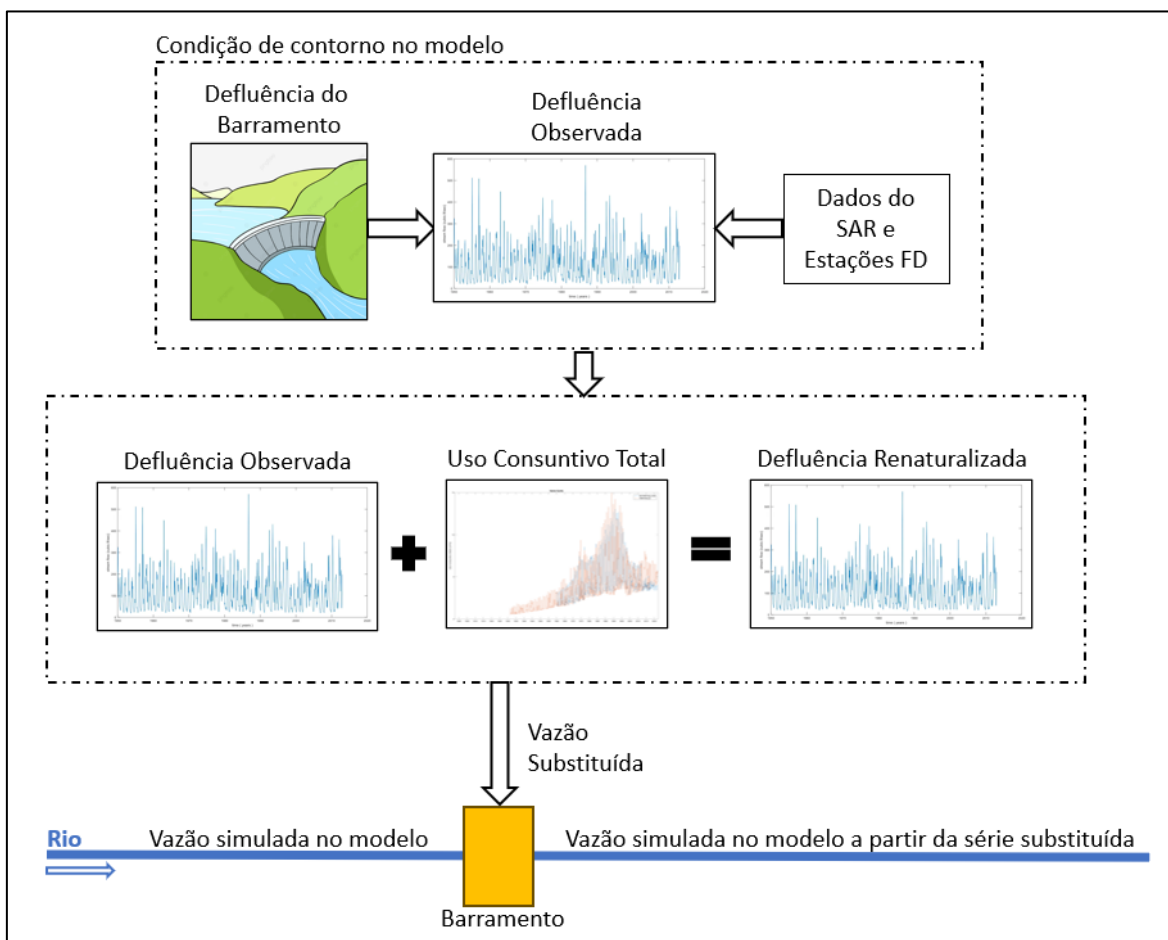 Condição de contorno no modelo
Defluência do
Barramento
Defluência
Observada
Dados do
SAR e
Estações FD
Defluência Observada
Uso Consuntivo Total
Defluência Renaturalizada
Vazão
Substituída
Rio
Vazão simulada no modelo
Vazão simulada no modelo a partir da série substituída
Barramento